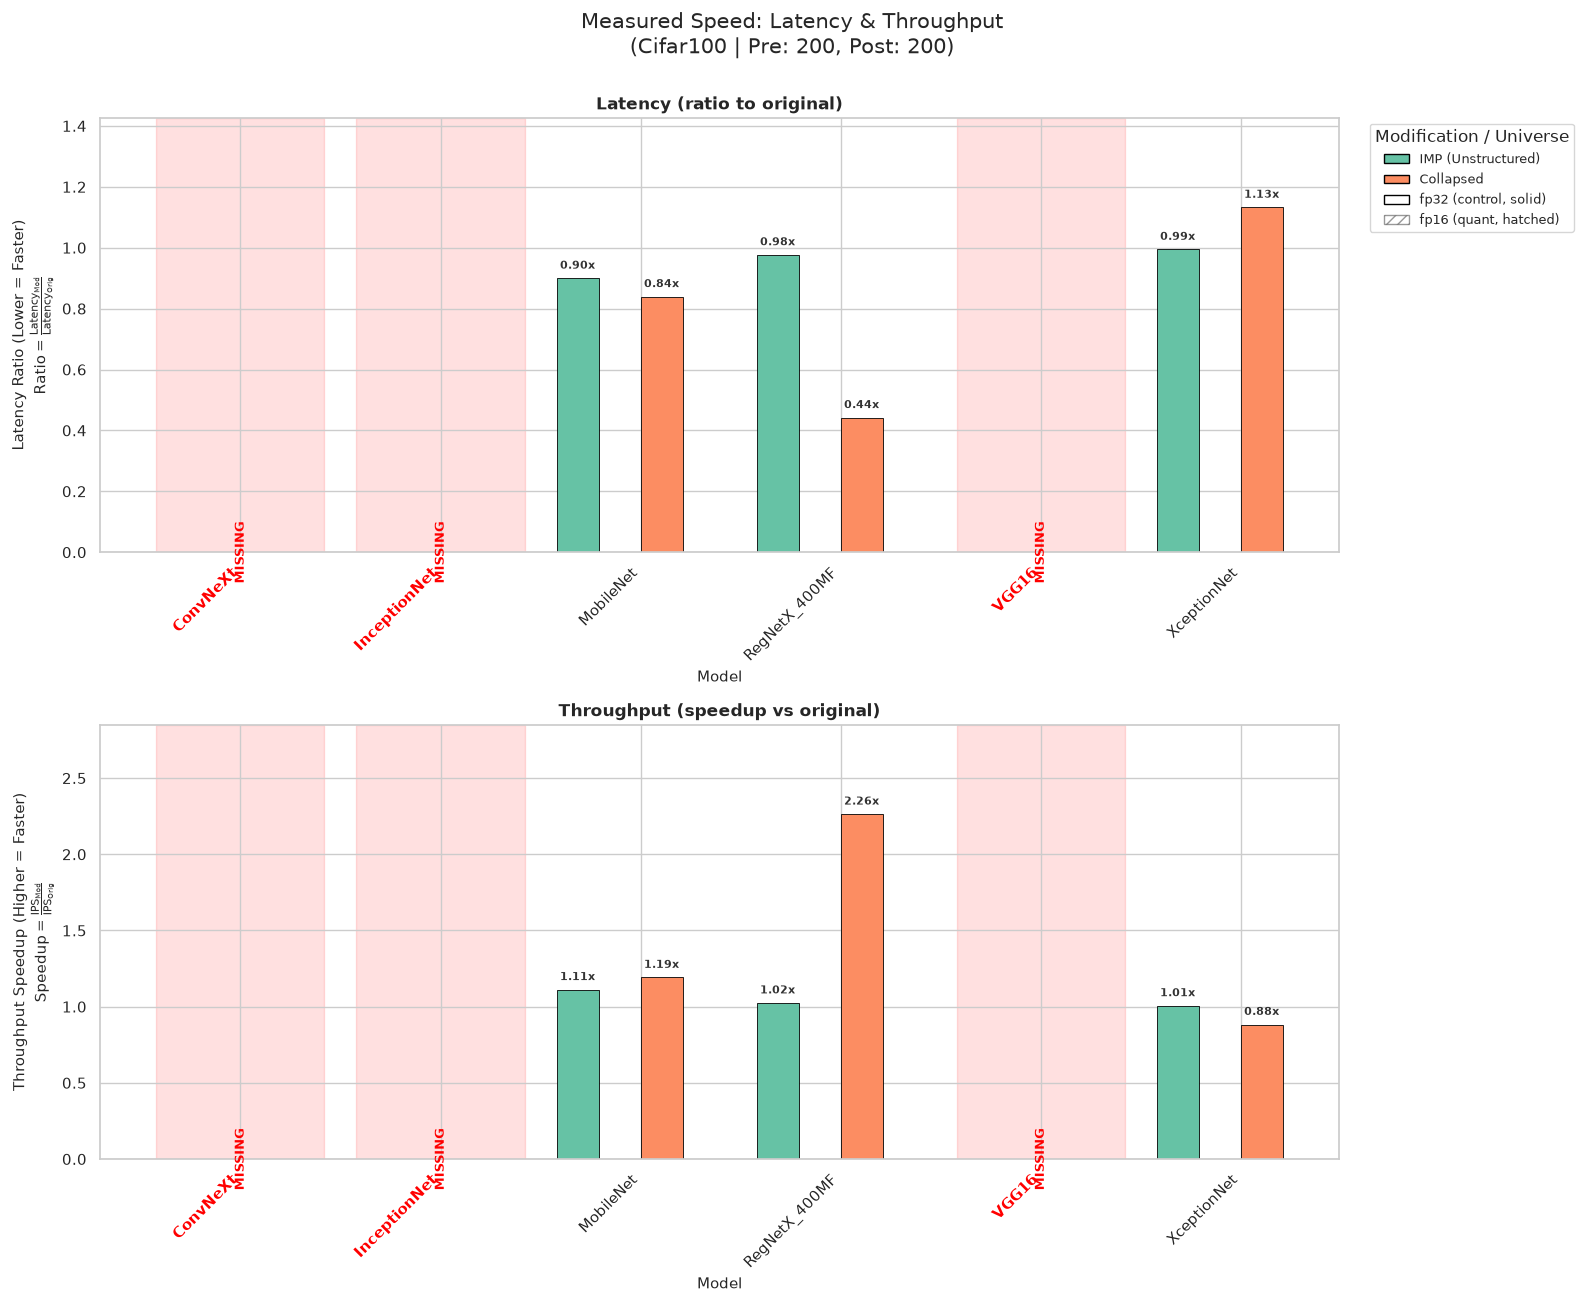 Measured Speed: Latency & Throughput
(Cifar100 | Pre: 200, Post: 200)
Latency (ratio to original)
Latency Ratio (Lower = Faster)
Ratio = Latency_Mod / Latency_Orig
1.4
1.2
1.0
0.8
0.6
0.4
0.2
0.0
0.90x
0.84x
0.98x
0.44x
0.99x
1.13x
MISSING
MISSING
MISSING
ConvNeXt
InceptionNet
MobileNet
RegNetX_400MF
VGG16
XceptionNet
Model
Modification / Universe
IMP (Unstructured)
Collapsed
fp32 (control, solid)
fp16 (quant, hatched)
Throughput (speedup vs original)
Throughput Speedup (Higher = Faster)
Speedup = IPS_Mod / IPS_Orig
2.5
2.0
1.5
1.0
0.5
0.0
1.11x
1.19x
1.02x
2.26x
1.01x
0.88x
MISSING
MISSING
MISSING
ConvNeXt
InceptionNet
MobileNet
RegNetX_400MF
VGG16
XceptionNet
Model